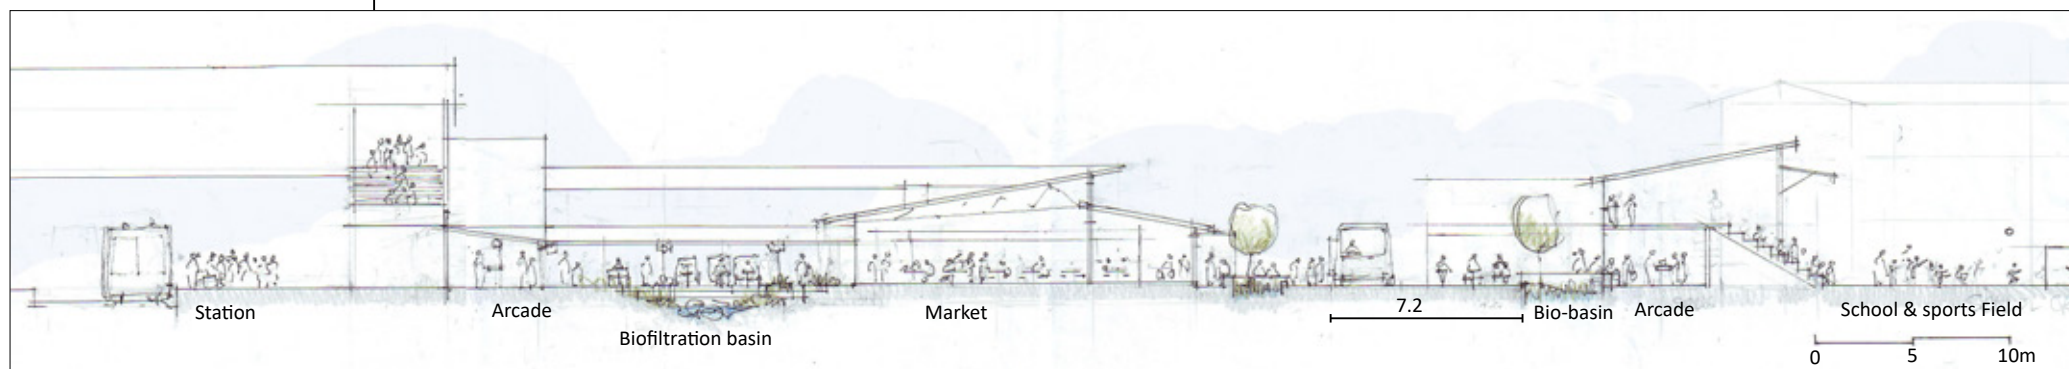 Station
Arcade
Biofiltration basin
Market
7.2
Bio-basin
Arcade
School & sports Field
0
5
10m